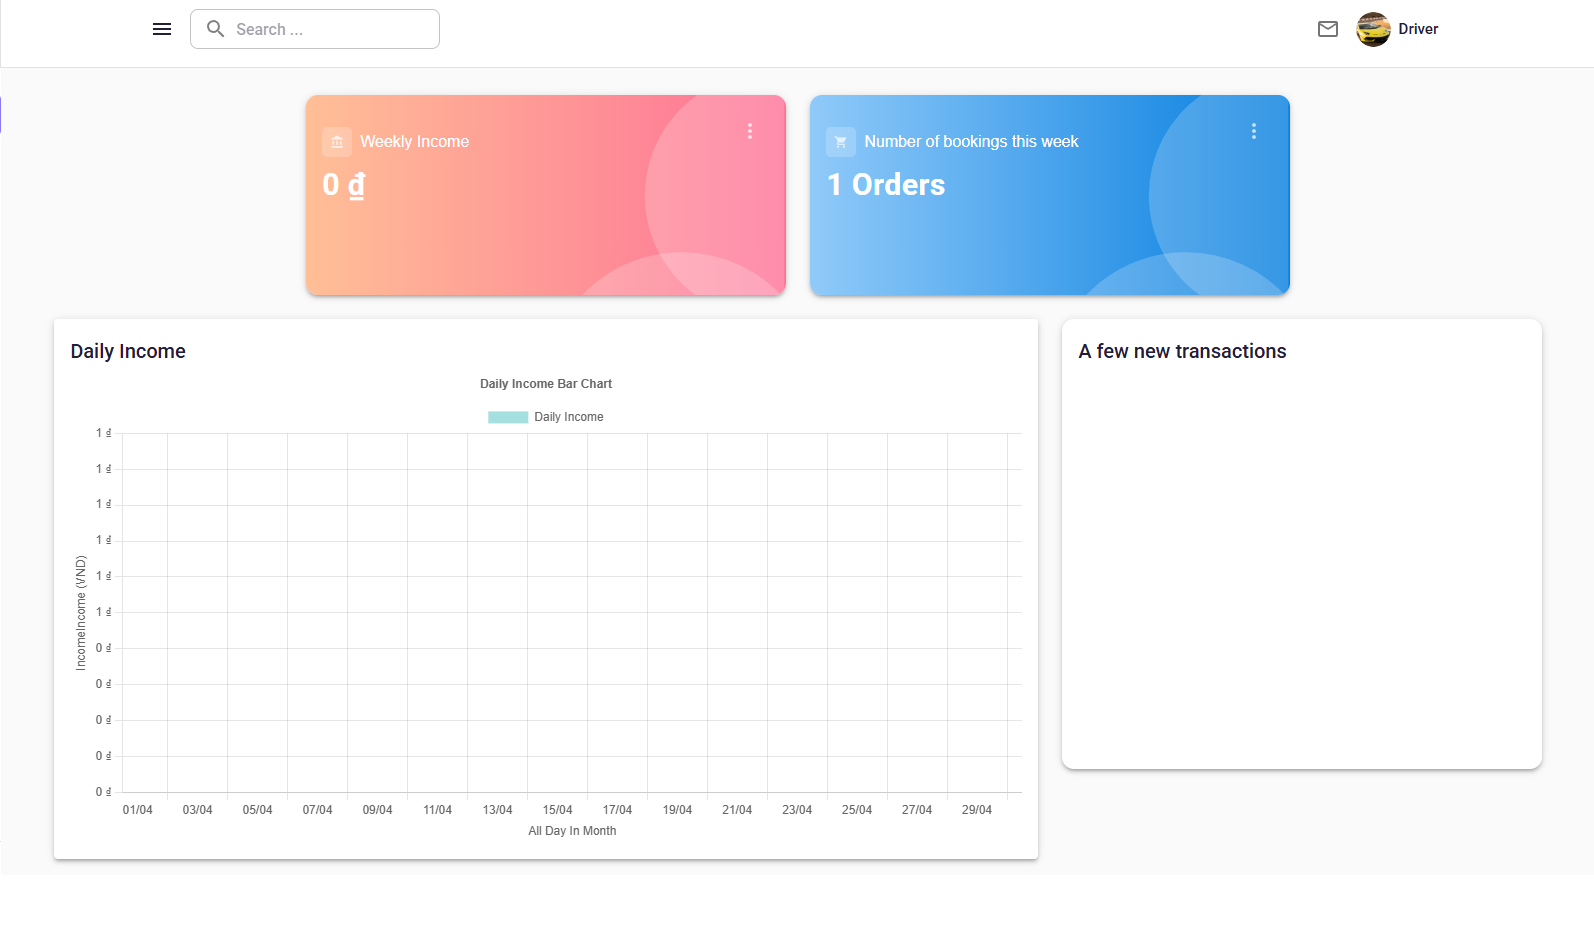 Search ...
Driver
Weekly Income
0 ₫
Number of bookings this week
1 Orders
Daily Income
A few new transactions
Daily Income Bar Chart
Daily Income
1 ₫
1 ₫
1 ₫
1 ₫
1 ₫
1 ₫
0 ₫
0 ₫
0 ₫
0 ₫
0 ₫
IncomeIncome (VND)
01/04 03/04 05/04 07/04 09/04 11/04 13/04 15/04 17/04 19/04 21/04 23/04 25/04 27/04 29/04
All Day In Month